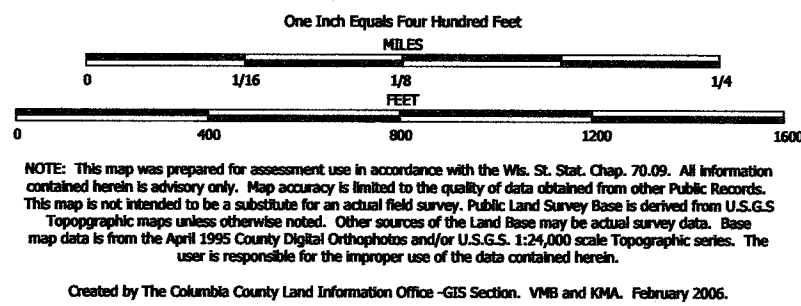 One Inch Equals Four Hundred Feet
MILES
0 1/16 1/8 1/4
FEET
0 400 800 1200 1600
NOTE: This map was prepared for assessment use in accordance with the Wis. St. Stat. Chap. 70.09. All information
contained herein is advisory only. Map accuracy is limited to the quality of data obtained from other Public Records.
This map is not intended to be a substitute for an actual field survey. Public Land Survey Base is derived from U.S.G.S
Topopgraphic maps unless otherwise noted. Other sources of the Land Base may be actual survey data. Base
map data is from the April 1995 County Digital Orthophotos and/or U.S.G.S. 1:24,000 scale Topographic series. The
user is responsible for the improper use of the data contained herein.
Created by The Columbia County Land Information Office -GIS Section. VMB and KMA. February 2006.